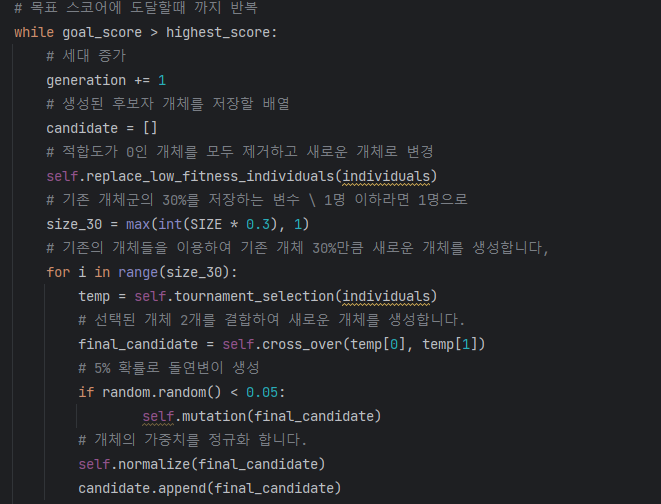 # 목표 스코어에 도달할때 까지 반복
while goal_score > highest_score:
    # 세대 증가
    generation += 1
    # 생성된 후보자 개체를 저장할 배열
    candidate = []
    # 적합도가 0인 개체를 모두 제거하고 새로운 개체로 변경
    self.replace_low_fitness_individuals(individuals)
    # 기존 개체군의 30%를 저장하는 변수 \ 1명 이하라면 1명으로
    size_30 = max(int(SIZE * 0.3), 1)
    # 기존의 개체들을 이용하여 기존 개체 30%만큼 새로운 개체를 생성합니다,
    for i in range(size_30):
        temp = self.tournament_selection(individuals)
        # 선택된 개체 2개를 결합하여 새로운 개체를 생성합니다.
        final_candidate = self.cross_over(temp[0], temp[1])
        # 5% 확률로 돌연변이 생성
        if random.random() < 0.05:
                self.mutation(final_candidate)
        # 개체의 가중치를 정규화 합니다.
        self.normalize(final_candidate)
        candidate.append(final_candidate)